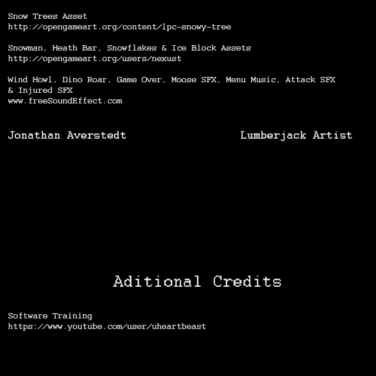 Snow Trees Asset
http://opengameart.org/content/lpc-snowy-tree
Snowman, Heath Bar, Snowflakes & Ice Block Assets
http://opengameart.org/users/nexust
Wind Howl, Dino Roar, Game Over, Moose SFX, Menu Music, Attack SFX
& Injured SFX
www.freeSoundEffect.com
Jonathan Averstedt Lumberjack Artist
Aditional Credits
Software Training
https://www.youtube.com/user/uheartbeast